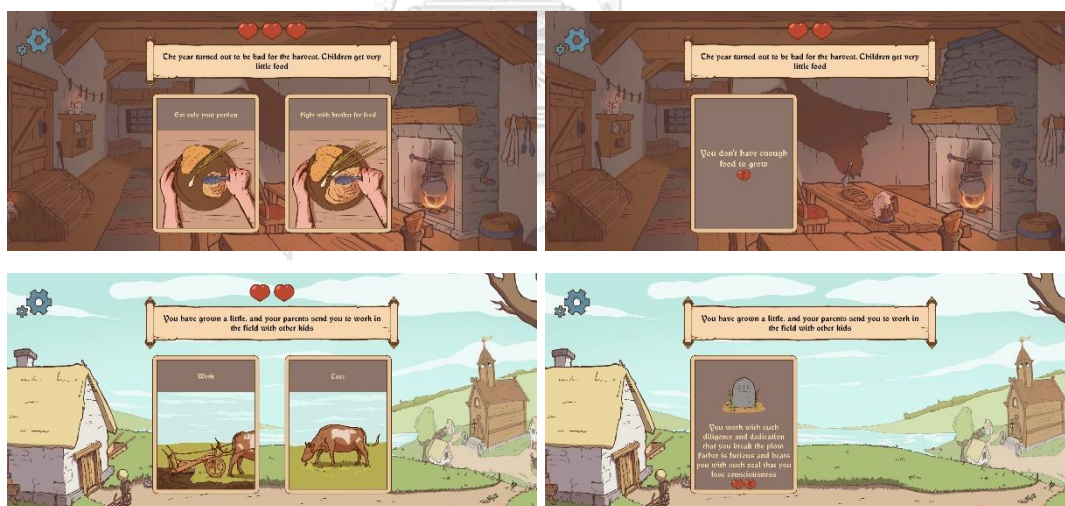 The year turned out to be bad for the harvest. Children get very
little food
Eat only your portion
Fight with brother for food
The year turned out to be bad for the harvest. Children get very
little food
You don't have enough
food to grow
You have grown a little, and your parents send you to work in
the field with other kids
Work
Laze
You have grown a little, and your parents send you to work in
the field with other kids
You work with such
diligence and dedication
that you break the plow.
Father is furious and bears
you with such zeal that you
lose consciousness